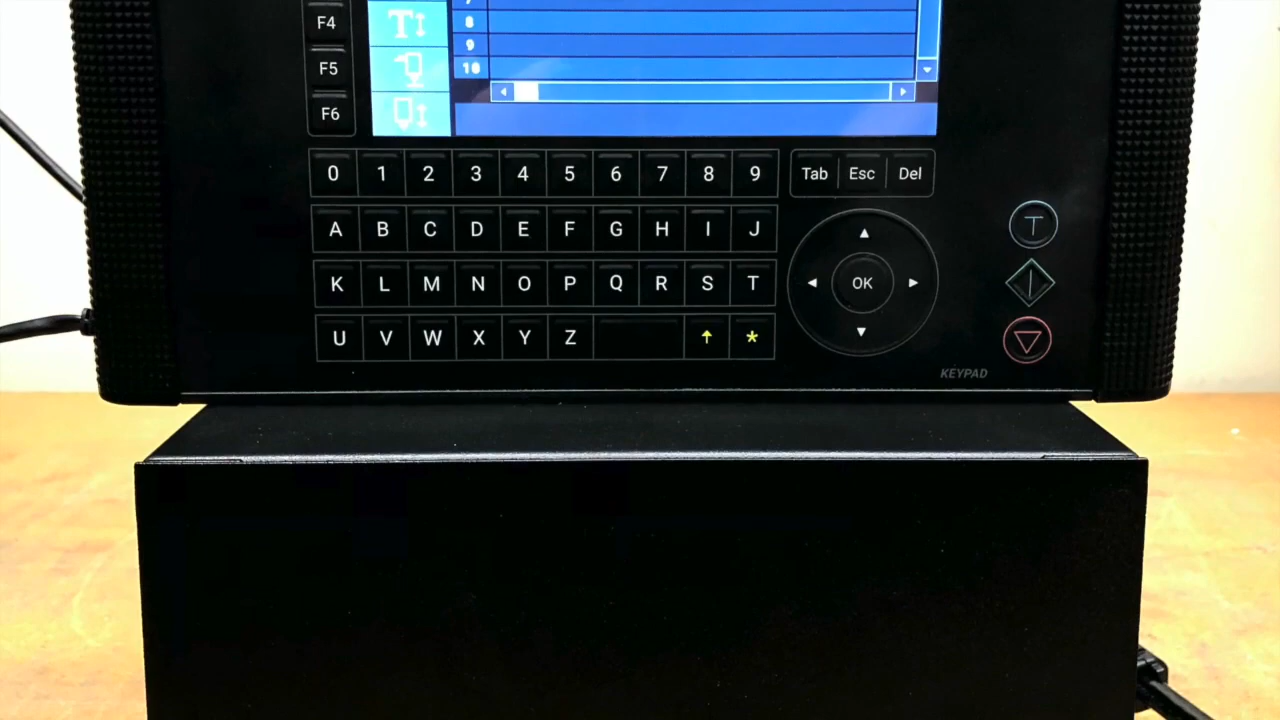 F4
8
9
F5
10
F6
0 1 2 3 4 5 6 7 8 9 Tab Esc Del
A B C D E F G H I J
K L M N O P Q R S T OK
U V W X Y Z *
KEYPAD